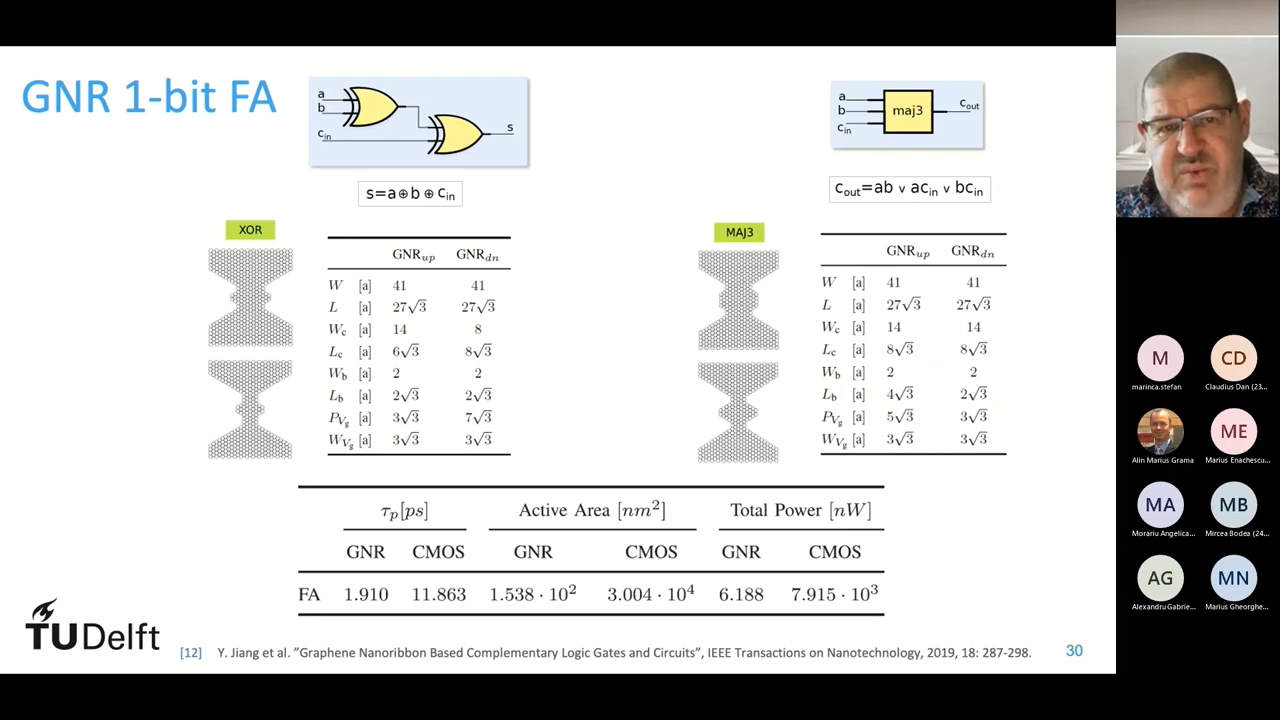 GNR 1-bit FA
a
b
c_in
s
a
b
c_in
maj3
c_out
s=a⊕b⊕c_in
c_out=ab ∨ ac_in ∨ bc_in
XOR
GNR_up GNR_dn
W [a] 41 41
L [a] 27√3 27√3
W_c [a] 14 8
L_c [a] 6√3 8√3
W_b [a] 2 2
L_b [a] 2√3 2√3
P_Vg [a] 3√3 7√3
W_Vg [a] 3√3 3√3
MAJ3
GNR_up GNR_dn
W [a] 41 41
L [a] 27√3 27√3
W_c [a] 14 14
L_c [a] 8√3 8√3
W_b [a] 2 2
L_b [a] 4√3 2√3
P_Vg [a] 5√3 3√3
W_Vg [a] 3√3 3√3
τ_p[ps] Active Area [nm²] Total Power [nW]
GNR CMOS GNR CMOS GNR CMOS
FA 1.910 11.863 1.538 · 10² 3.004 · 10⁴ 6.188 7.915 · 10³
TUDelft
[12] Y. Jiang et al. "Graphene Nanoribbon Based Complementary Logic Gates and Circuits", IEEE Transactions on Nanotechnology, 2019, 18: 287-298.
30
M CD
marinca.stefan Claudius Dan (23...
ME
Alin Marius Grama Marius Enachescu...
MA MB
Morariu Angelica... Mircea Bodea (24...
AG MN
Alexandru Gabrie... Marius Gheorghe...